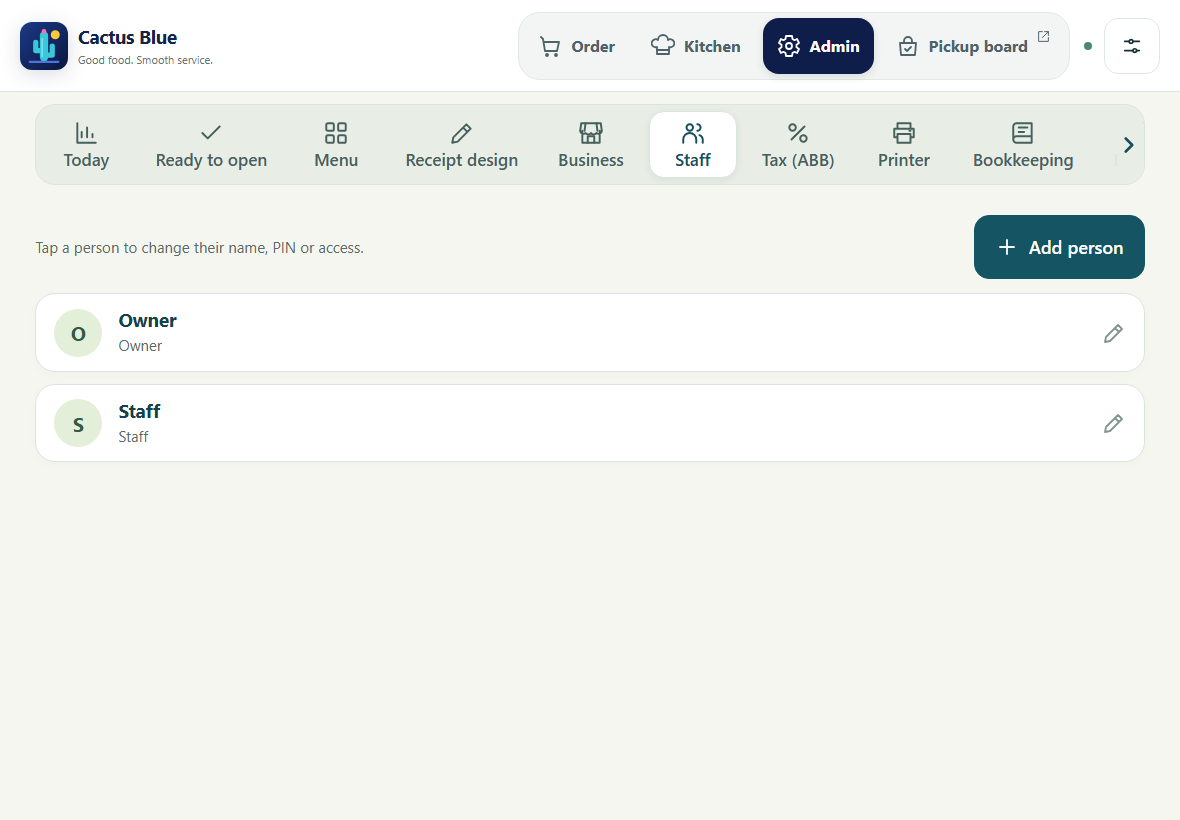 Cactus Blue
Good food. Smooth service.
Order
Kitchen
Admin
Pickup board
Today
Ready to open
Menu
Receipt design
Business
Staff
Tax (ABB)
Printer
Bookkeeping
Tap a person to change their name, PIN or access.
Add person
O
Owner
Owner
S
Staff
Staff